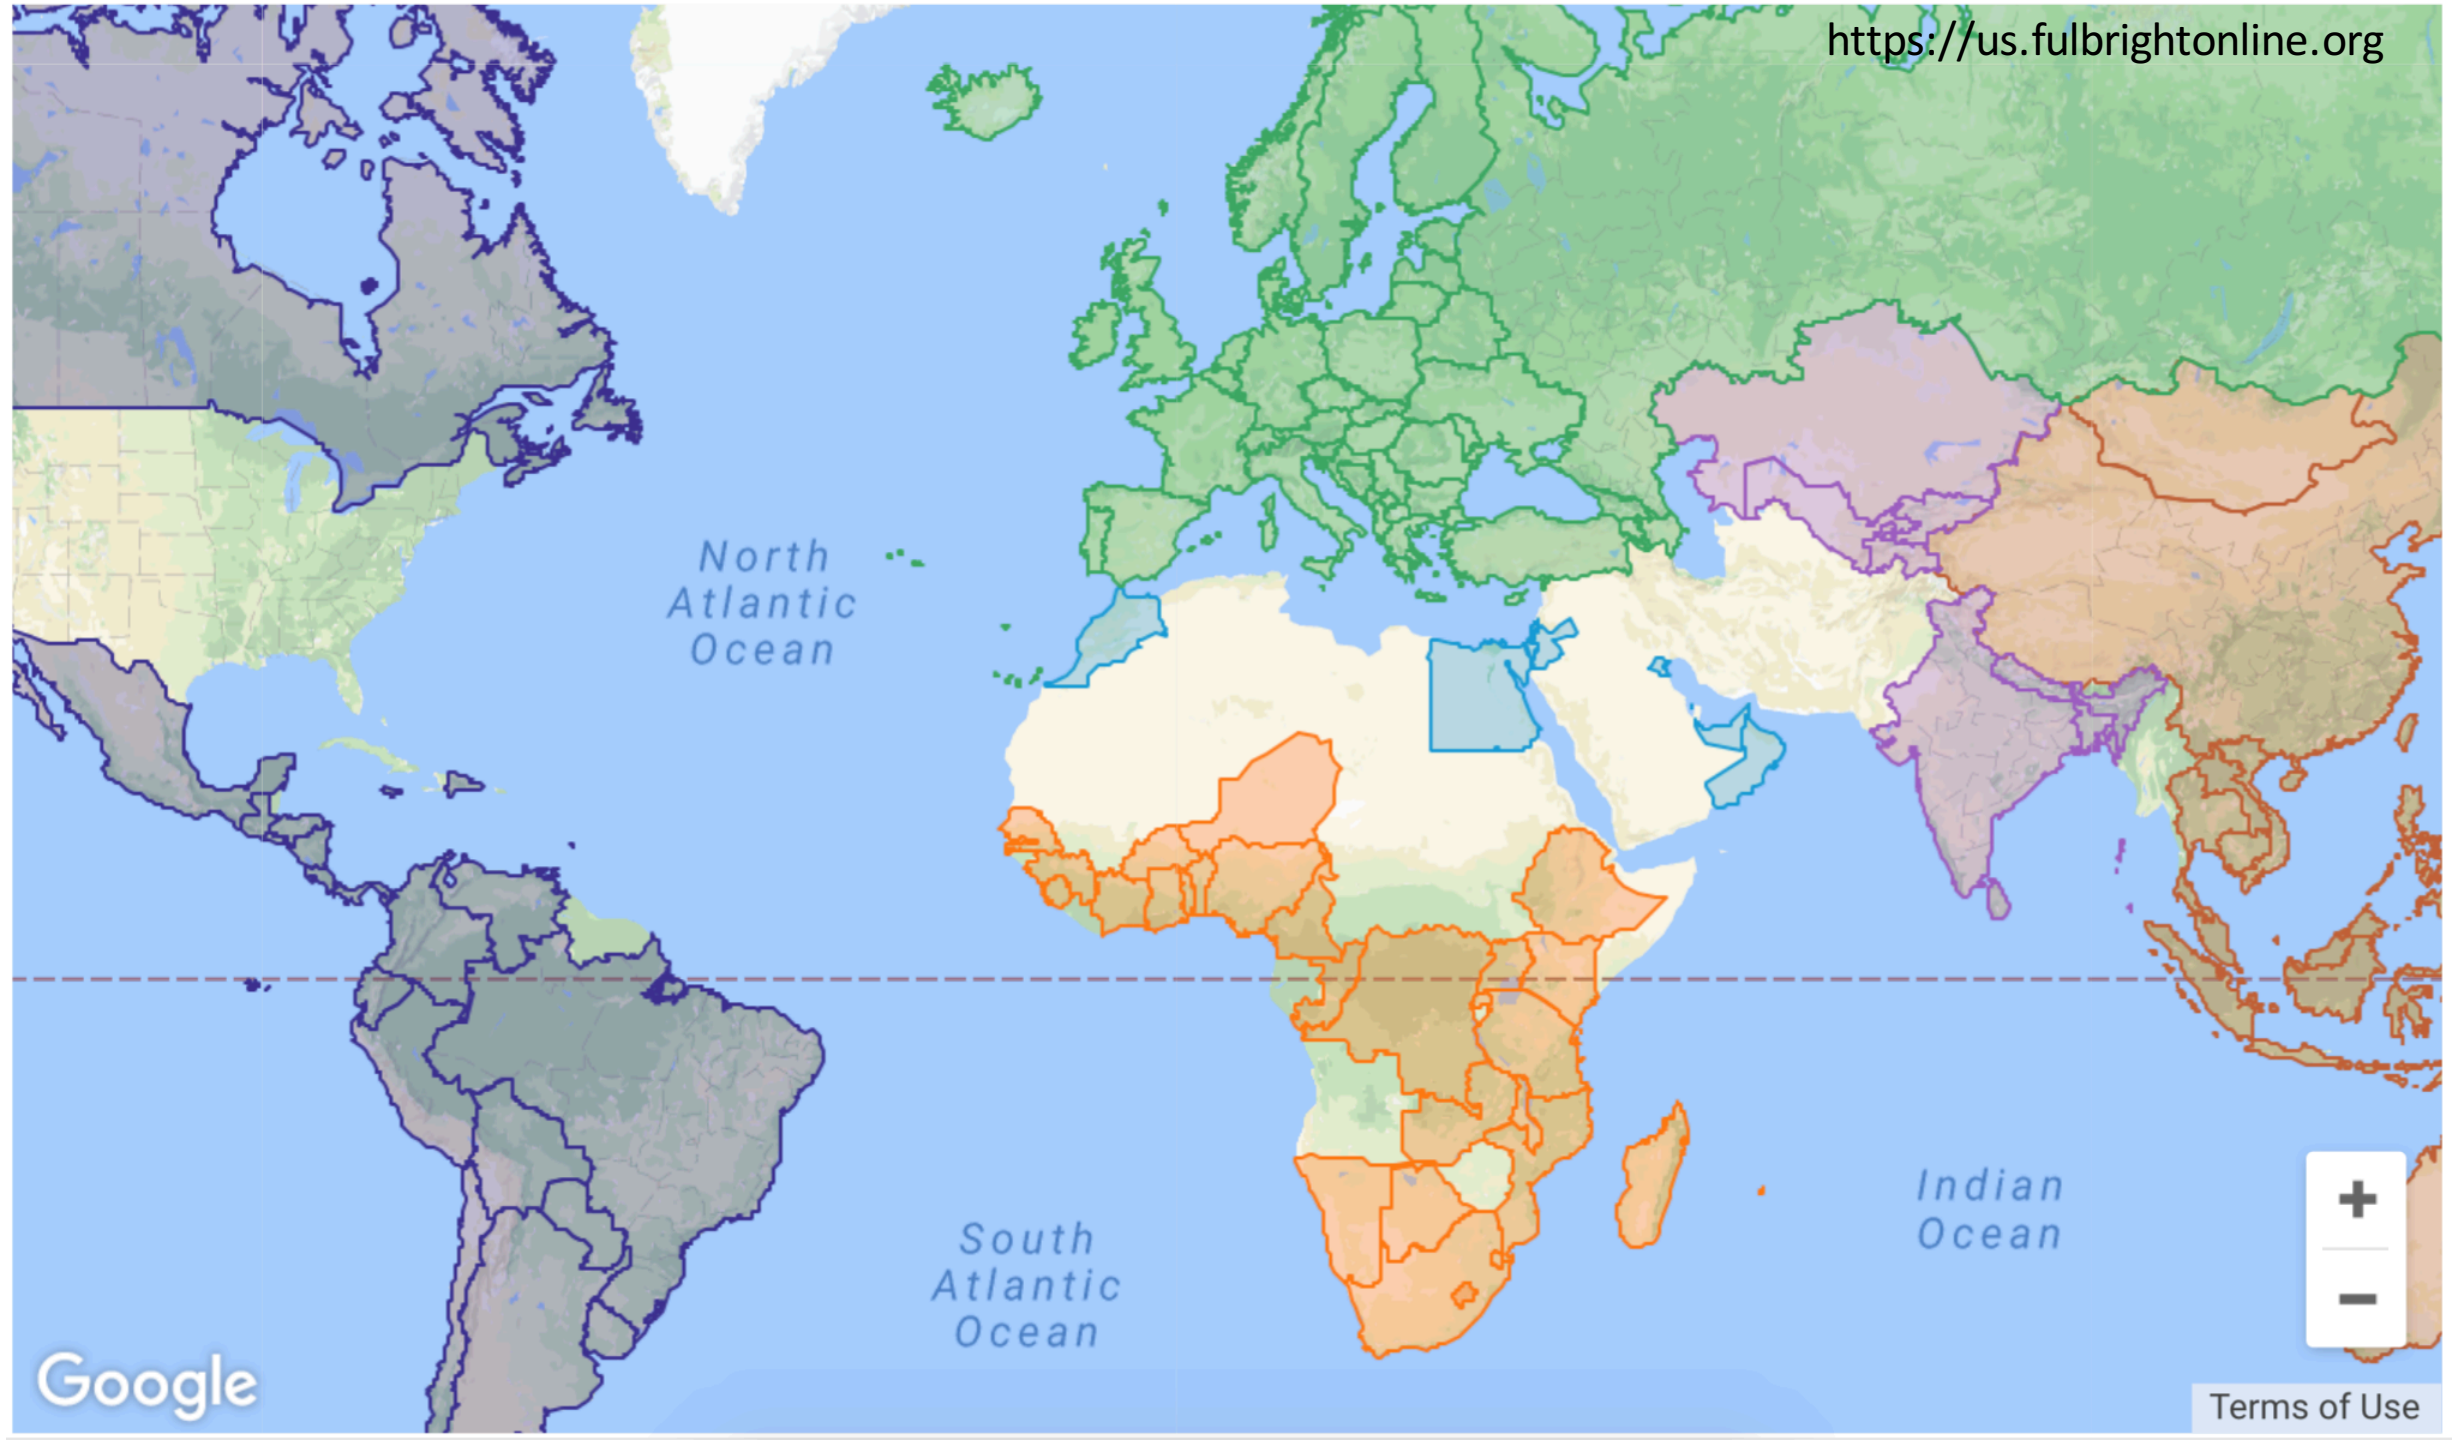 https://us.fulbrightonline.org
North
Atlantic
Ocean
Indian
Ocean
South
Atlantic
Ocean
+
−
Google
Terms of Use